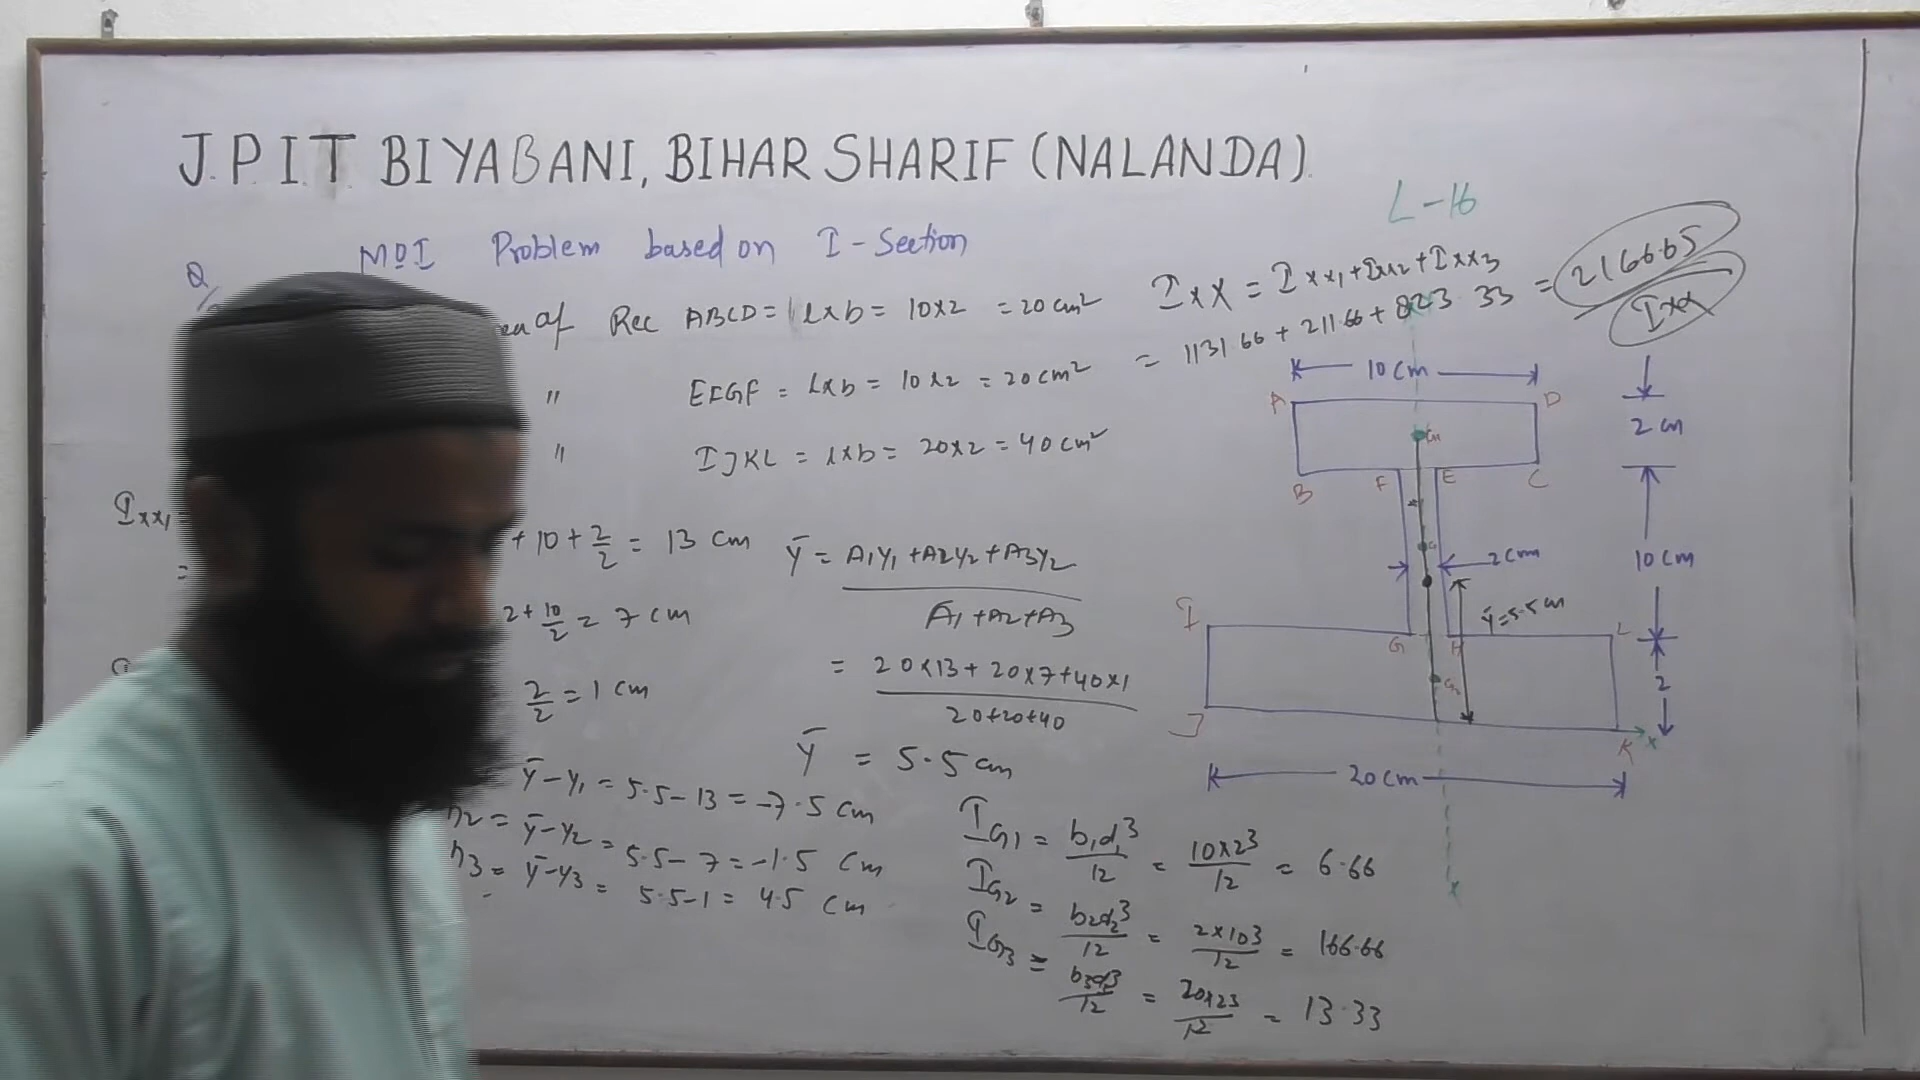 J.P.I.T BIYABANI, BIHAR SHARIF (NALANDA).
L-16
MOI Problem based on I-Section
Q
of Rec ABCD = l×b = 10×2 = 20 cm²
" EFGF = l×b = 10×2 = 20 cm²
" IJKL = l×b = 20×2 = 40 cm²
Ixx₁ =
=
+ 10 + 2/2 = 13 cm
2 + 10/2 = 7 cm
2/2 = 1 cm
ȳ = A₁y₁ + A2y₂ + A3y₂ / A₁ + A2 + A3
= 20×13 + 20×7 + 40×1 / 20+20+40
ȳ = 5.5 cm
ȳ - y₁ = 5.5 - 13 = -7.5 cm
h2 = ȳ - y2 = 5.5 - 7 = -1.5 cm
h3 = ȳ - y3 = 5.5 - 1 = 4.5 cm
IG1 = b₁d₁³/12 = 10×2³/12 = 6.66
IG2 = b2d2³/12 = 2×10³/12 = 166.66
IG3 = b3d3³/12 = 20×2³/12 = 13.33
IXX = Ixx₁ + Ixx2 + Ixx3
= 1131.66 + 211.66 + 823.33 = 2166.65
Ixx
10 cm
A D
B F E C
2 cm
10 cm
2 cm
ȳ = 5.5 cm
I G H L
2
J K x
20 cm